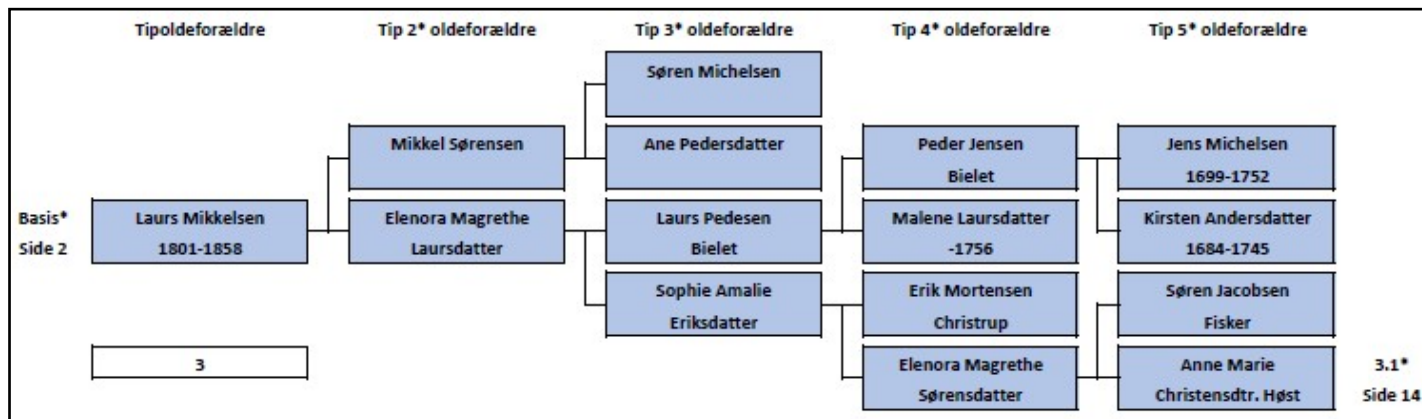 Tipoldeforældre Tip 2* oldeforældre Tip 3* oldeforældre Tip 4* oldeforældre Tip 5* oldeforældre
Søren Michelsen
Mikkel Sørensen Ane Pedersdatter Peder Jensen Jens Michelsen
Bielet 1699-1752
Basis* Laurs Mikkelsen Elenora Magrethe Laurs Pedesen Malene Laursdatter Kirsten Andersdatter
Side 2 1801-1858 Laursdatter Bielet -1756 1684-1745
Sophie Amalie Erik Mortensen Søren Jacobsen
Eriksdatter Christrup Fisker
3 Elenora Magrethe Anne Marie 3.1*
Sørensdatter Christensdtr. Høst Side 14